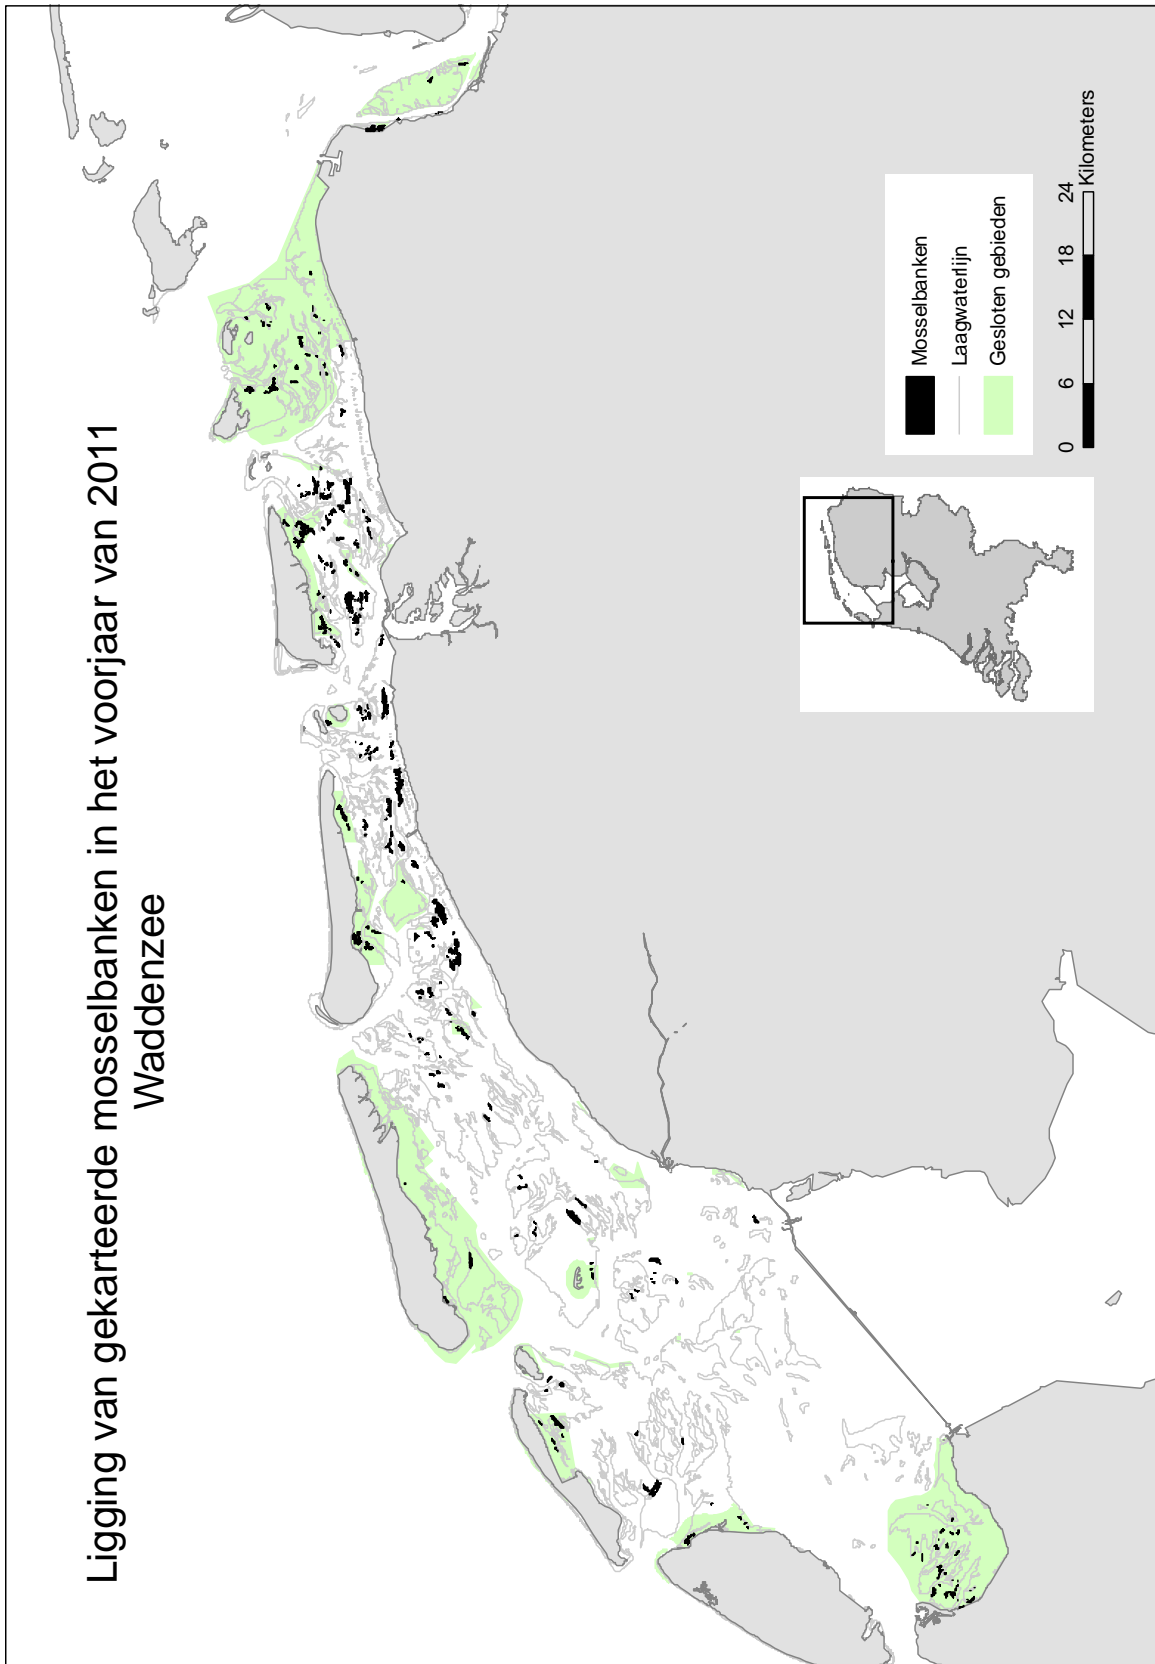 Ligging van gekarteerde mosselbanken in het voorjaar van 2011
Waddenzee
Mosselbanken
Laagwaterlijn
Gesloten gebieden
0 6 12 18 24
Kilometers